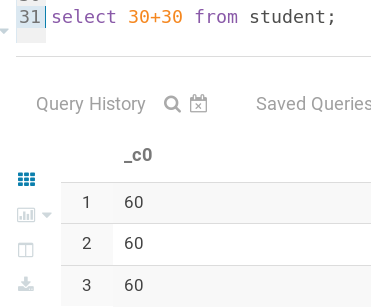 31 select 30+30 from student;
Query History Saved Queries
_c0
1 60
2 60
3 60